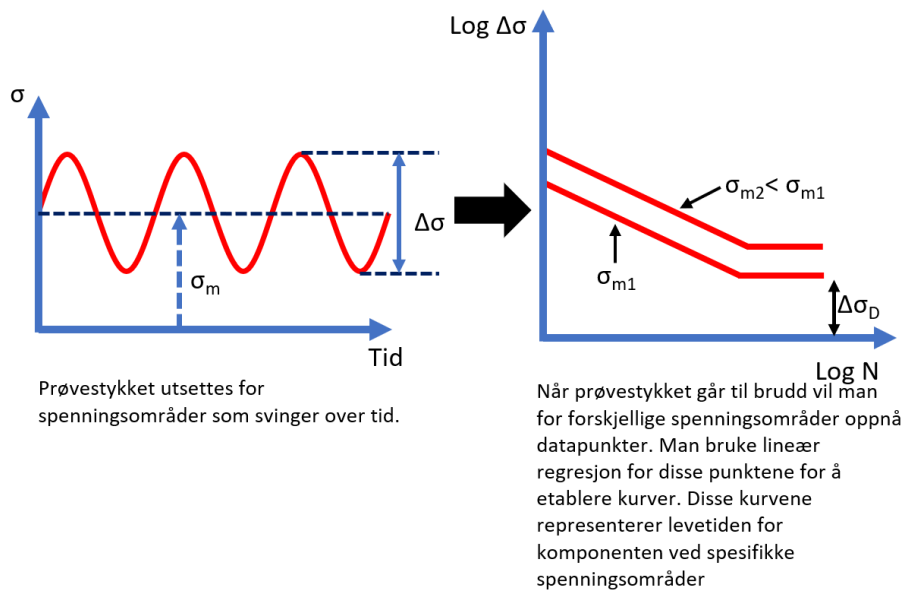 σ
σm
Δσ
Tid
Prøvestykket utsettes for
spenningsområder som svinger over tid.
Log Δσ
σm2< σm1
σm1
ΔσD
Log N
Når prøvestykket går til brudd vil man
for forskjellige spenningsområder oppnå
datapunkter. Man bruke lineær
regresjon for disse punktene for å
etablere kurver. Disse kurvene
representerer levetiden for
komponenten ved spesifikke
spenningsområder